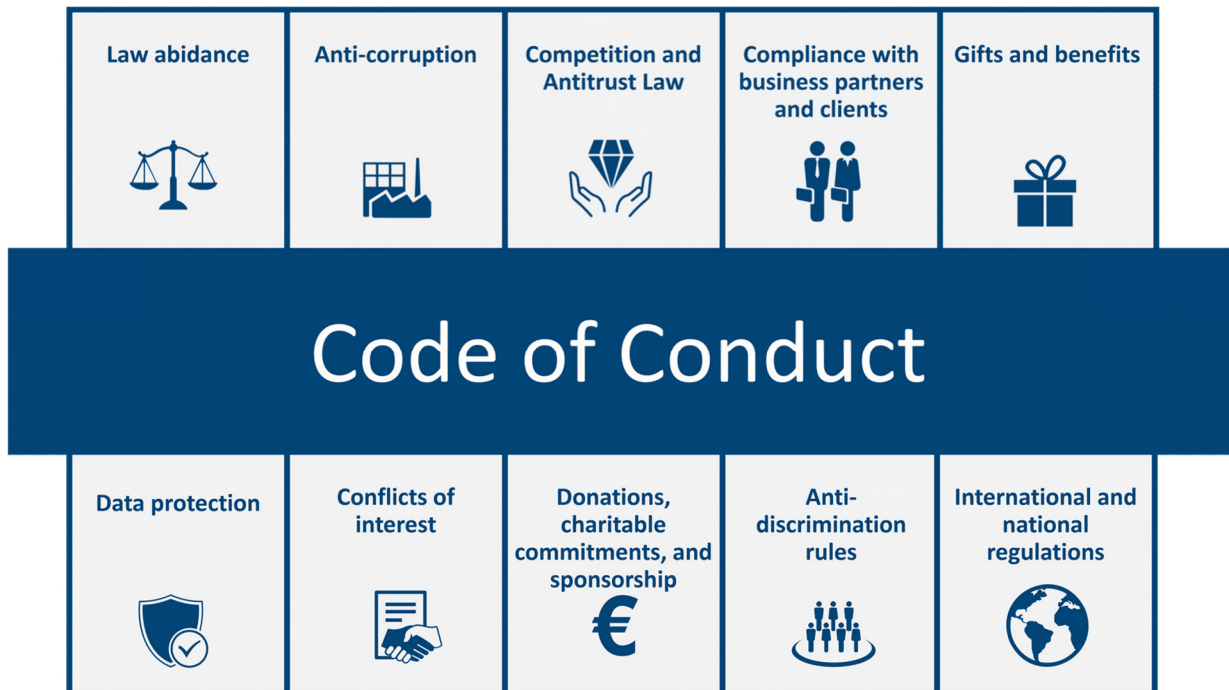 Law abidance
Anti-corruption
Competition and
Antitrust Law
Compliance with
business partners
and clients
Gifts and benefits
Code of Conduct
Data protection
Conflicts of
interest
Donations,
charitable
commitments, and
sponsorship
€
Anti-
discrimination
rules
International and
national
regulations